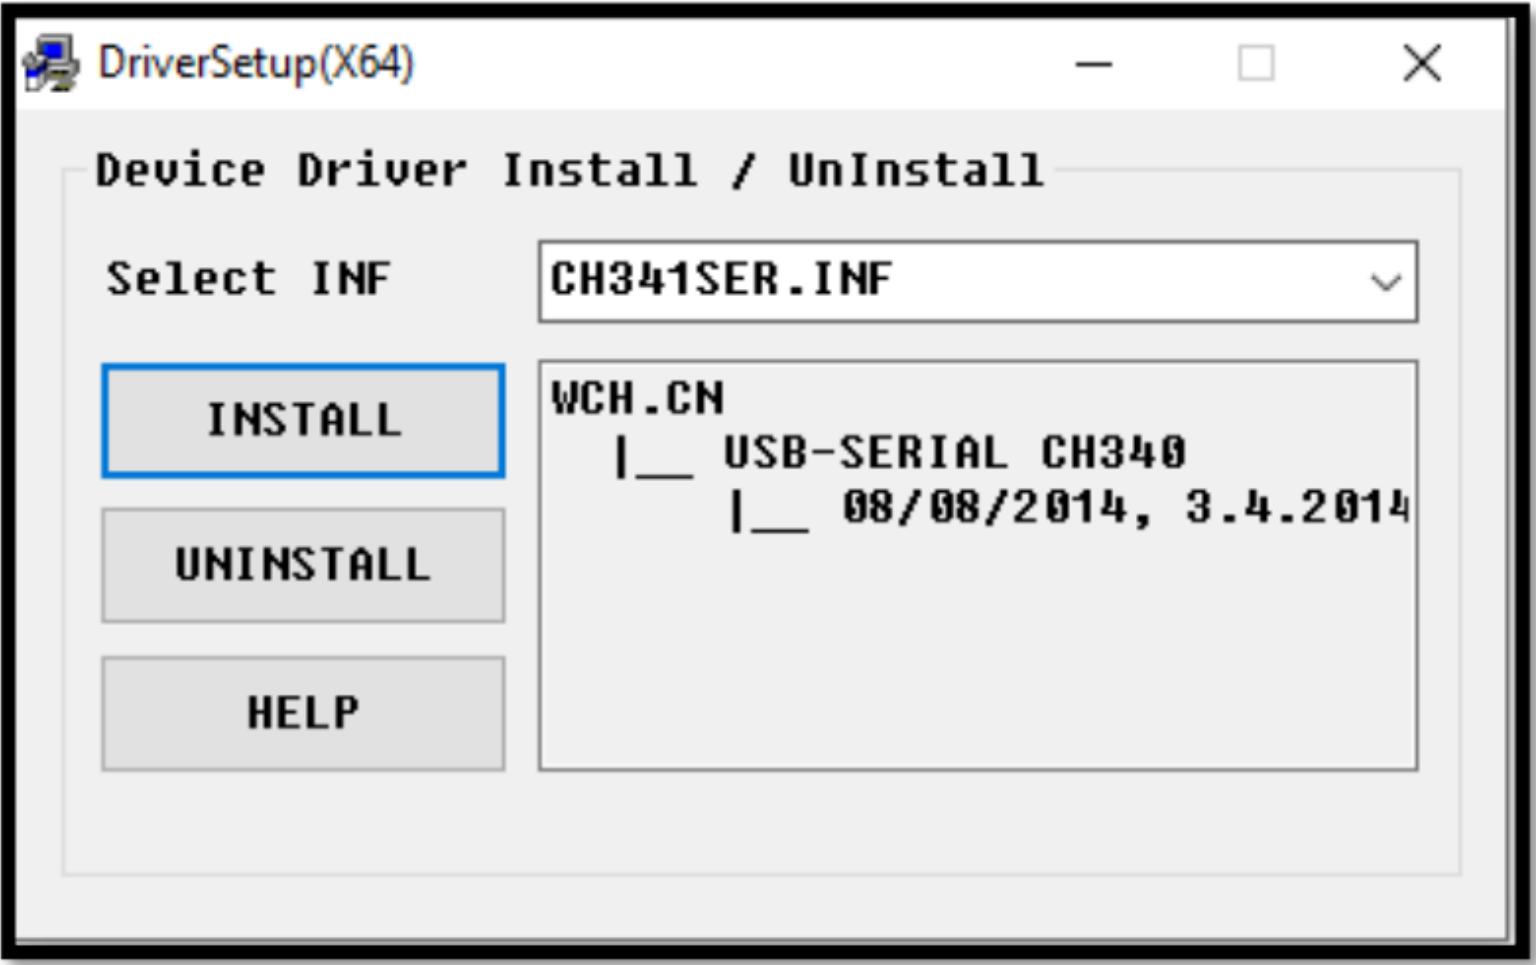 DriverSetup(X64)
Device Driver Install / UnInstall
Select INF
CH341SER.INF
INSTALL
UNINSTALL
HELP
WCH.CN
|__ USB-SERIAL CH340
|__ 08/08/2014, 3.4.2014